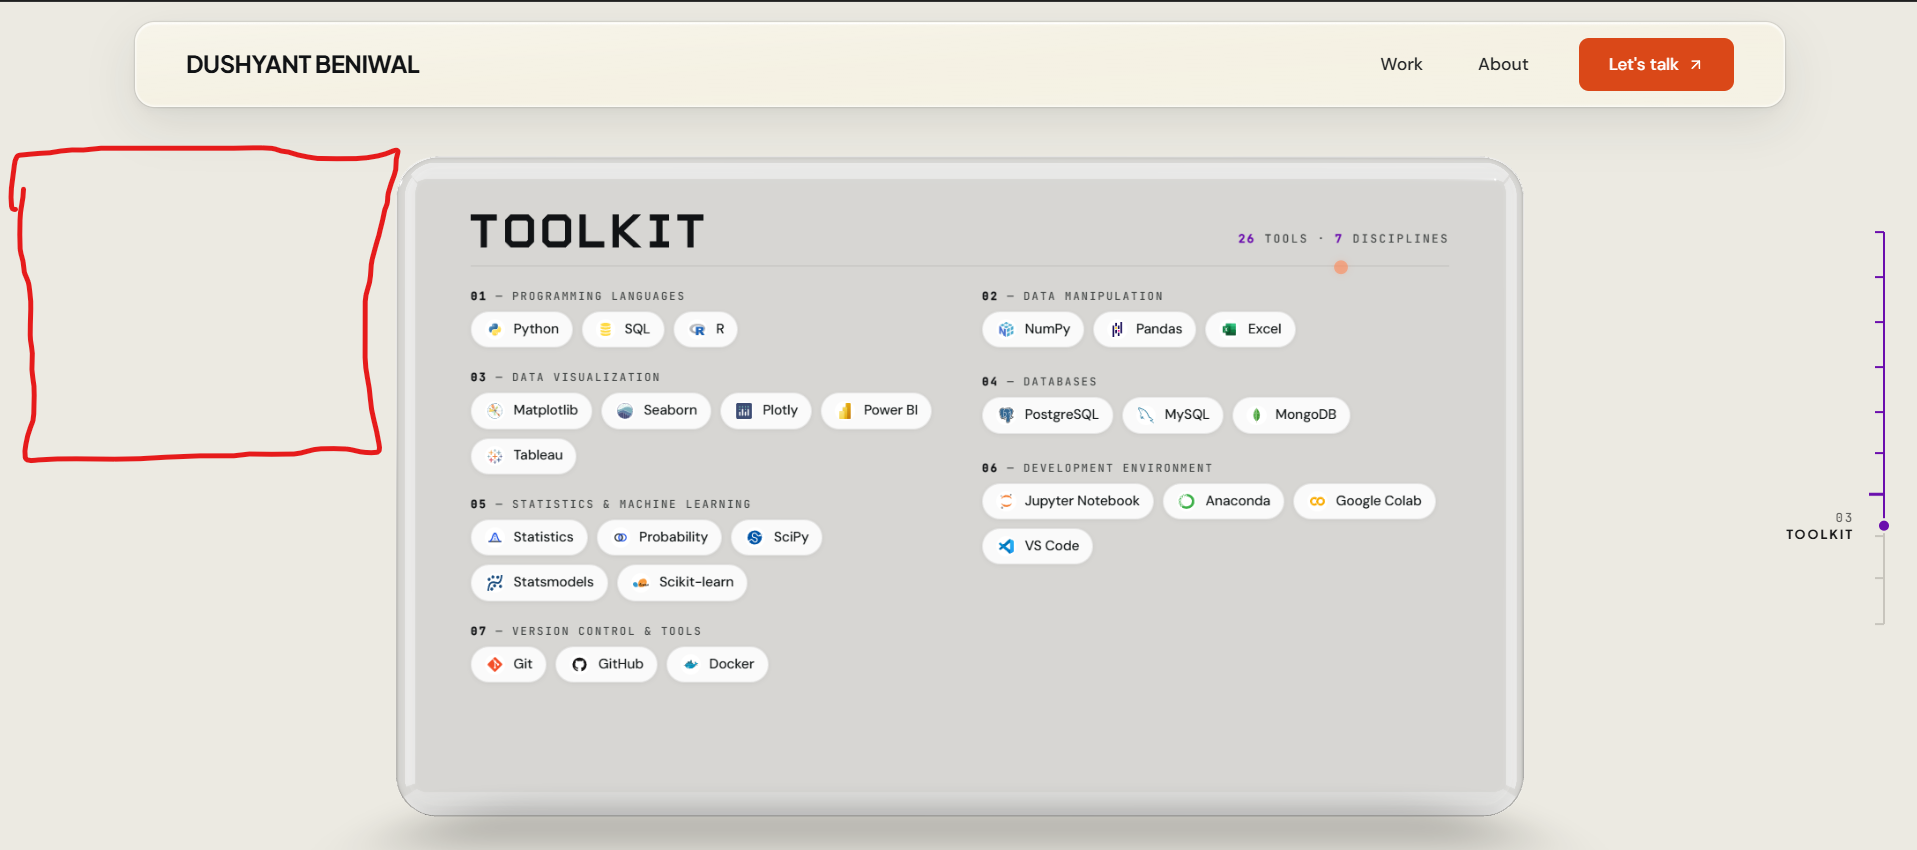 DUSHYANT BENIWAL
Work
About
Let's talk
TOOLKIT
26 TOOLS · 7 DISCIPLINES
01 — PROGRAMMING LANGUAGES
Python SQL R
02 — DATA MANIPULATION
NumPy Pandas Excel
03 — DATA VISUALIZATION
Matplotlib Seaborn Plotly Power BI
Tableau
04 — DATABASES
PostgreSQL MySQL MongoDB
05 — STATISTICS & MACHINE LEARNING
Statistics Probability SciPy
Statsmodels Scikit-learn
06 — DEVELOPMENT ENVIRONMENT
Jupyter Notebook Anaconda Google Colab
VS Code
07 — VERSION CONTROL & TOOLS
Git GitHub Docker
03
TOOLKIT